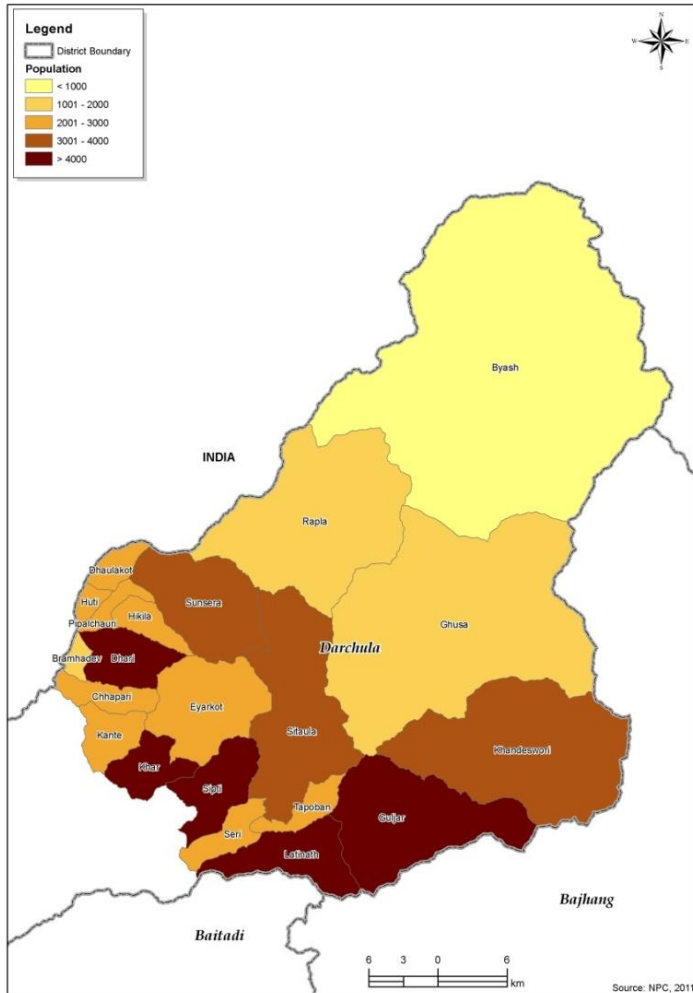 Legend
District Boundary
Population
< 1000
1001 - 2000
2001 - 3000
3001 - 4000
> 4000
N
W E
S
Byash
INDIA
Rapla
Dhaulakot
Sunsera
Huti
Hikila
Pipalchauri
Ghusa
Darchula
Bramhadev
Dhari
Chhapari
Eyarkot
Kante
Sitaula
Khandeswori
Khar
Sipti
Tapoban
Guljar
Seri
Latinath
Bajhang
Baitadi
6 3 0 6
km
Source: NPC, 2011